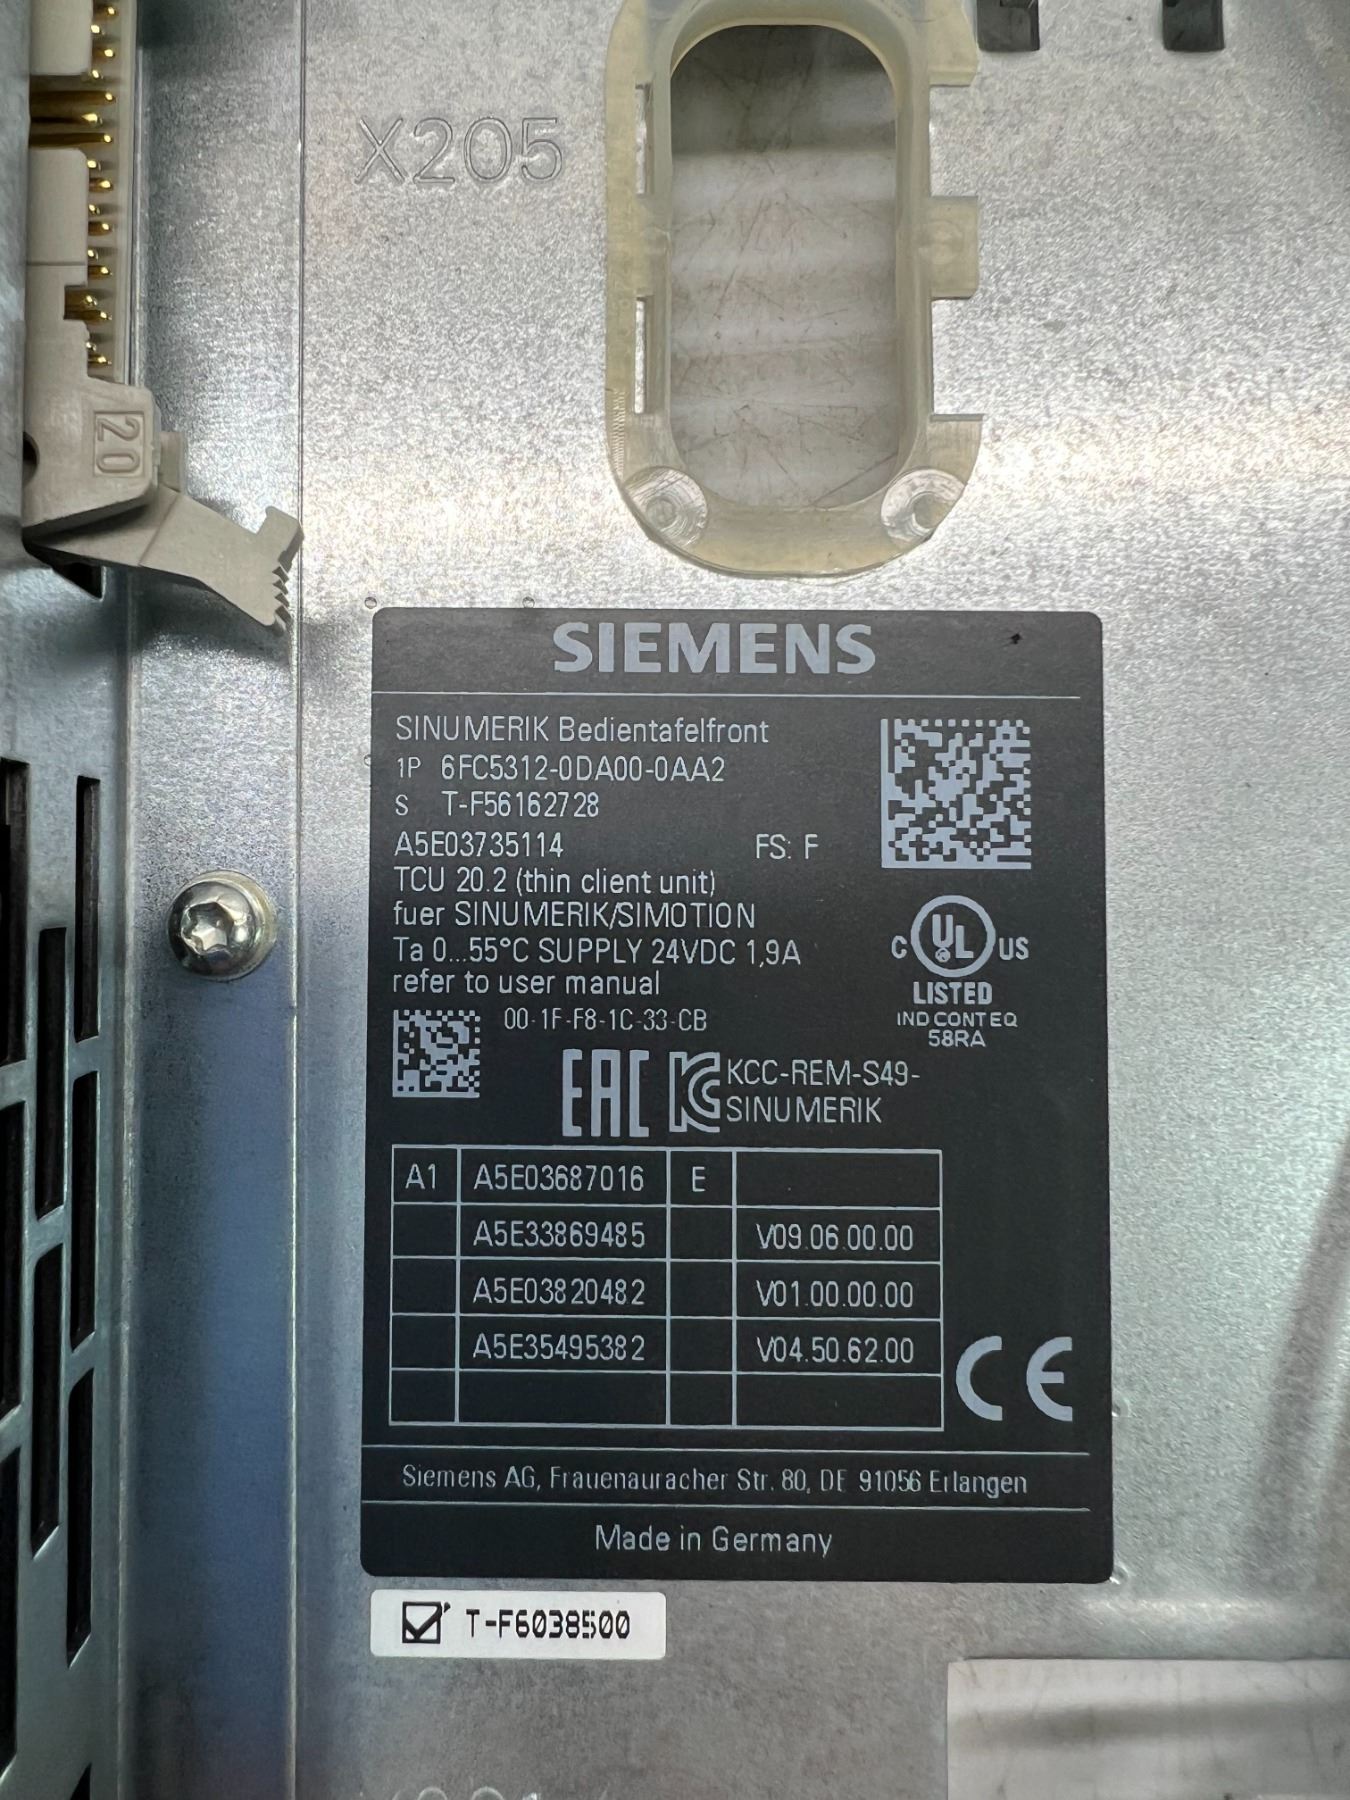 X205
20
SIEMENS
SINUMERIK Bedientafelfront
1P 6FC5312-0DA00-0AA2
S T-F56162728
A5E03735114 FS: F
TCU 20.2 (thin client unit)
fuer SINUMERIK/SIMOTION
Ta 0...55°C SUPPLY 24VDC 1,9A
refer to user manual
C UL ® US
LISTED
IND CONT EQ
58RA
00-1F-F8-1C-33-CB
EAC KCC-REM-S49-
SINUMERIK
A1 A5E03687016 E
A5E33869485 V09.06.00.00
A5E03820482 V01.00.00.00
A5E35495382 V04.50.62.00
CE
Siemens AG, Frauenauracher Str. 80, DE 91056 Erlangen
Made in Germany
T-F6038500